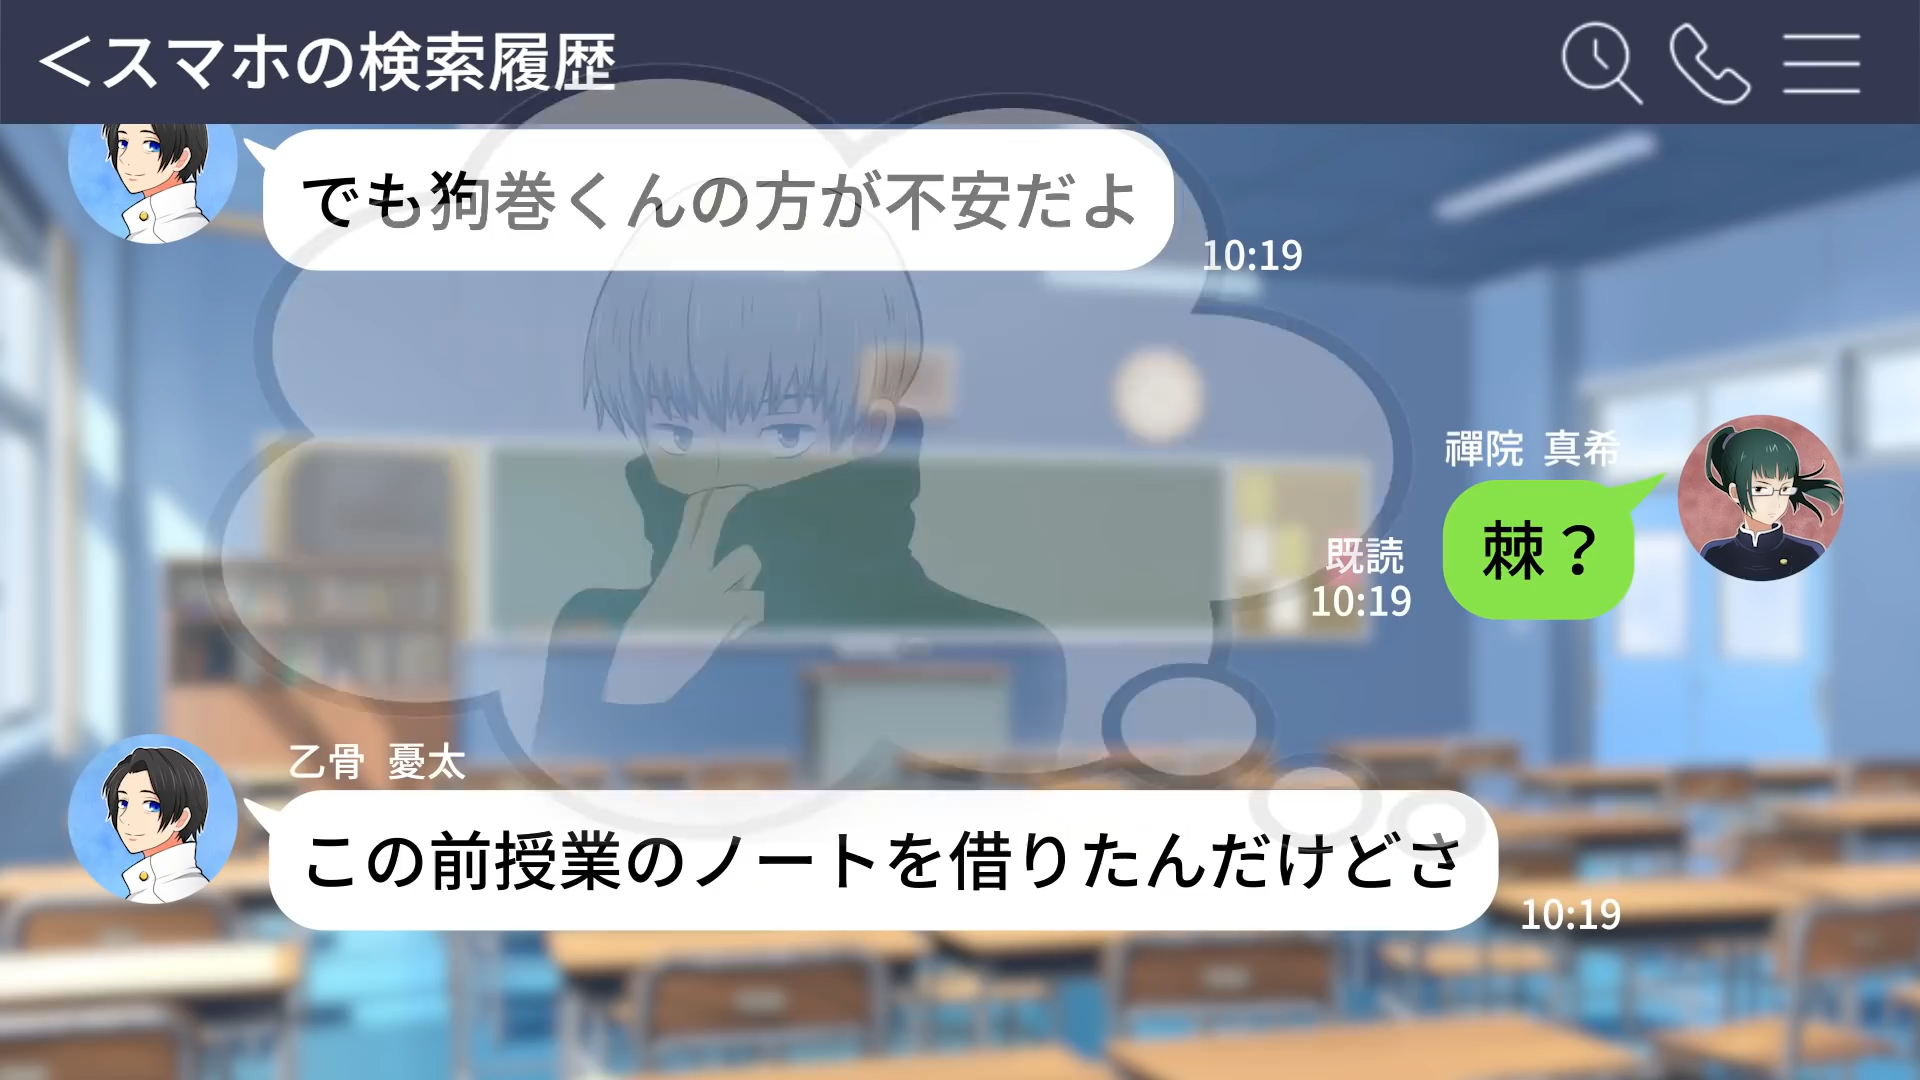 ＜スマホの検索履歴
でも狗巻くんの方が不安だよ
10:19
禪院 真希
棘？
既読
10:19
乙骨 憂太
この前授業のノートを借りたんだけどさ
10:19